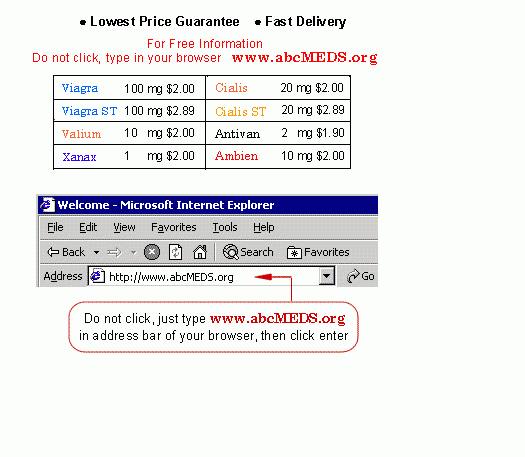 ● Lowest Price Guarantee ● Fast Delivery
For Free Information
Do not click, type in your browser www.abcMEDS.org
Viagra 100 mg $2.00 Cialis 20 mg $2.00
Viagra ST 100 mg $2.89 Cialis ST 20 mg $2.89
Valium 10 mg $2.00 Antivan 2 mg $1.90
Xanax 1 mg $2.00 Ambien 10 mg $2.00
Welcome - Microsoft Internet Explorer
File Edit View Favorites Tools Help
Back Search Favorites
Address http://www.abcMEDS.org Go
Do not click, just type www.abcMEDS.org
in address bar of your browser, then click enter